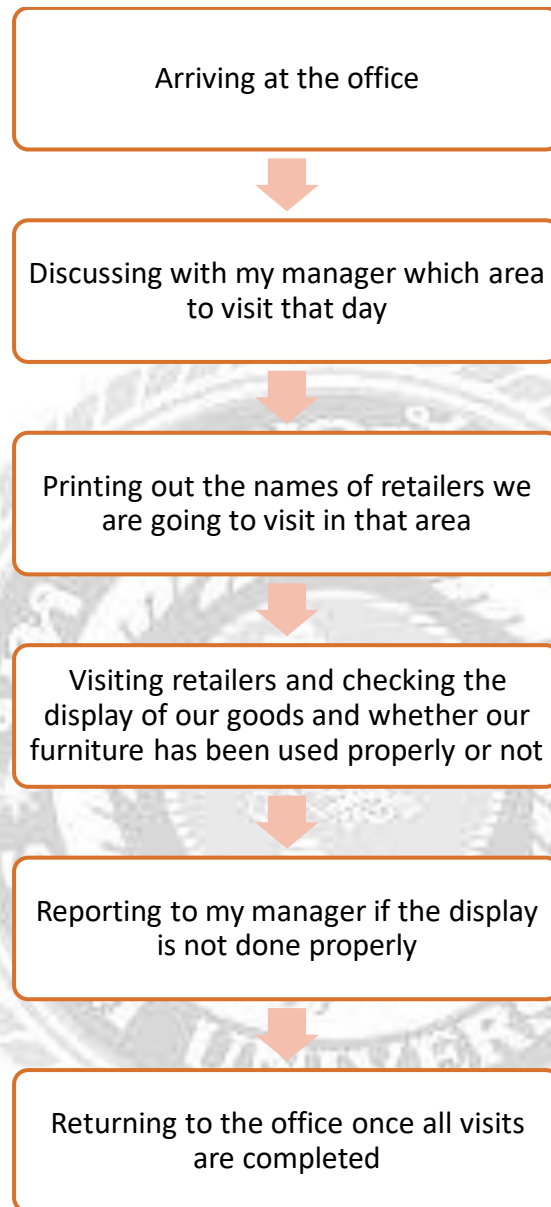 Arriving at the office
Discussing with my manager which area
to visit that day
Printing out the names of retailers we
are going to visit in that area
Visiting retailers and checking the
display of our goods and whether our
furniture has been used properly or not
Reporting to my manager if the display
is not done properly
Returning to the office once all visits
are completed